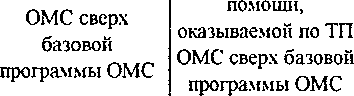 ОМС сверх
базовой
программы ОМС
помощи,
оказываемой по ТП
ОМС сверх базовой
программы ОМС